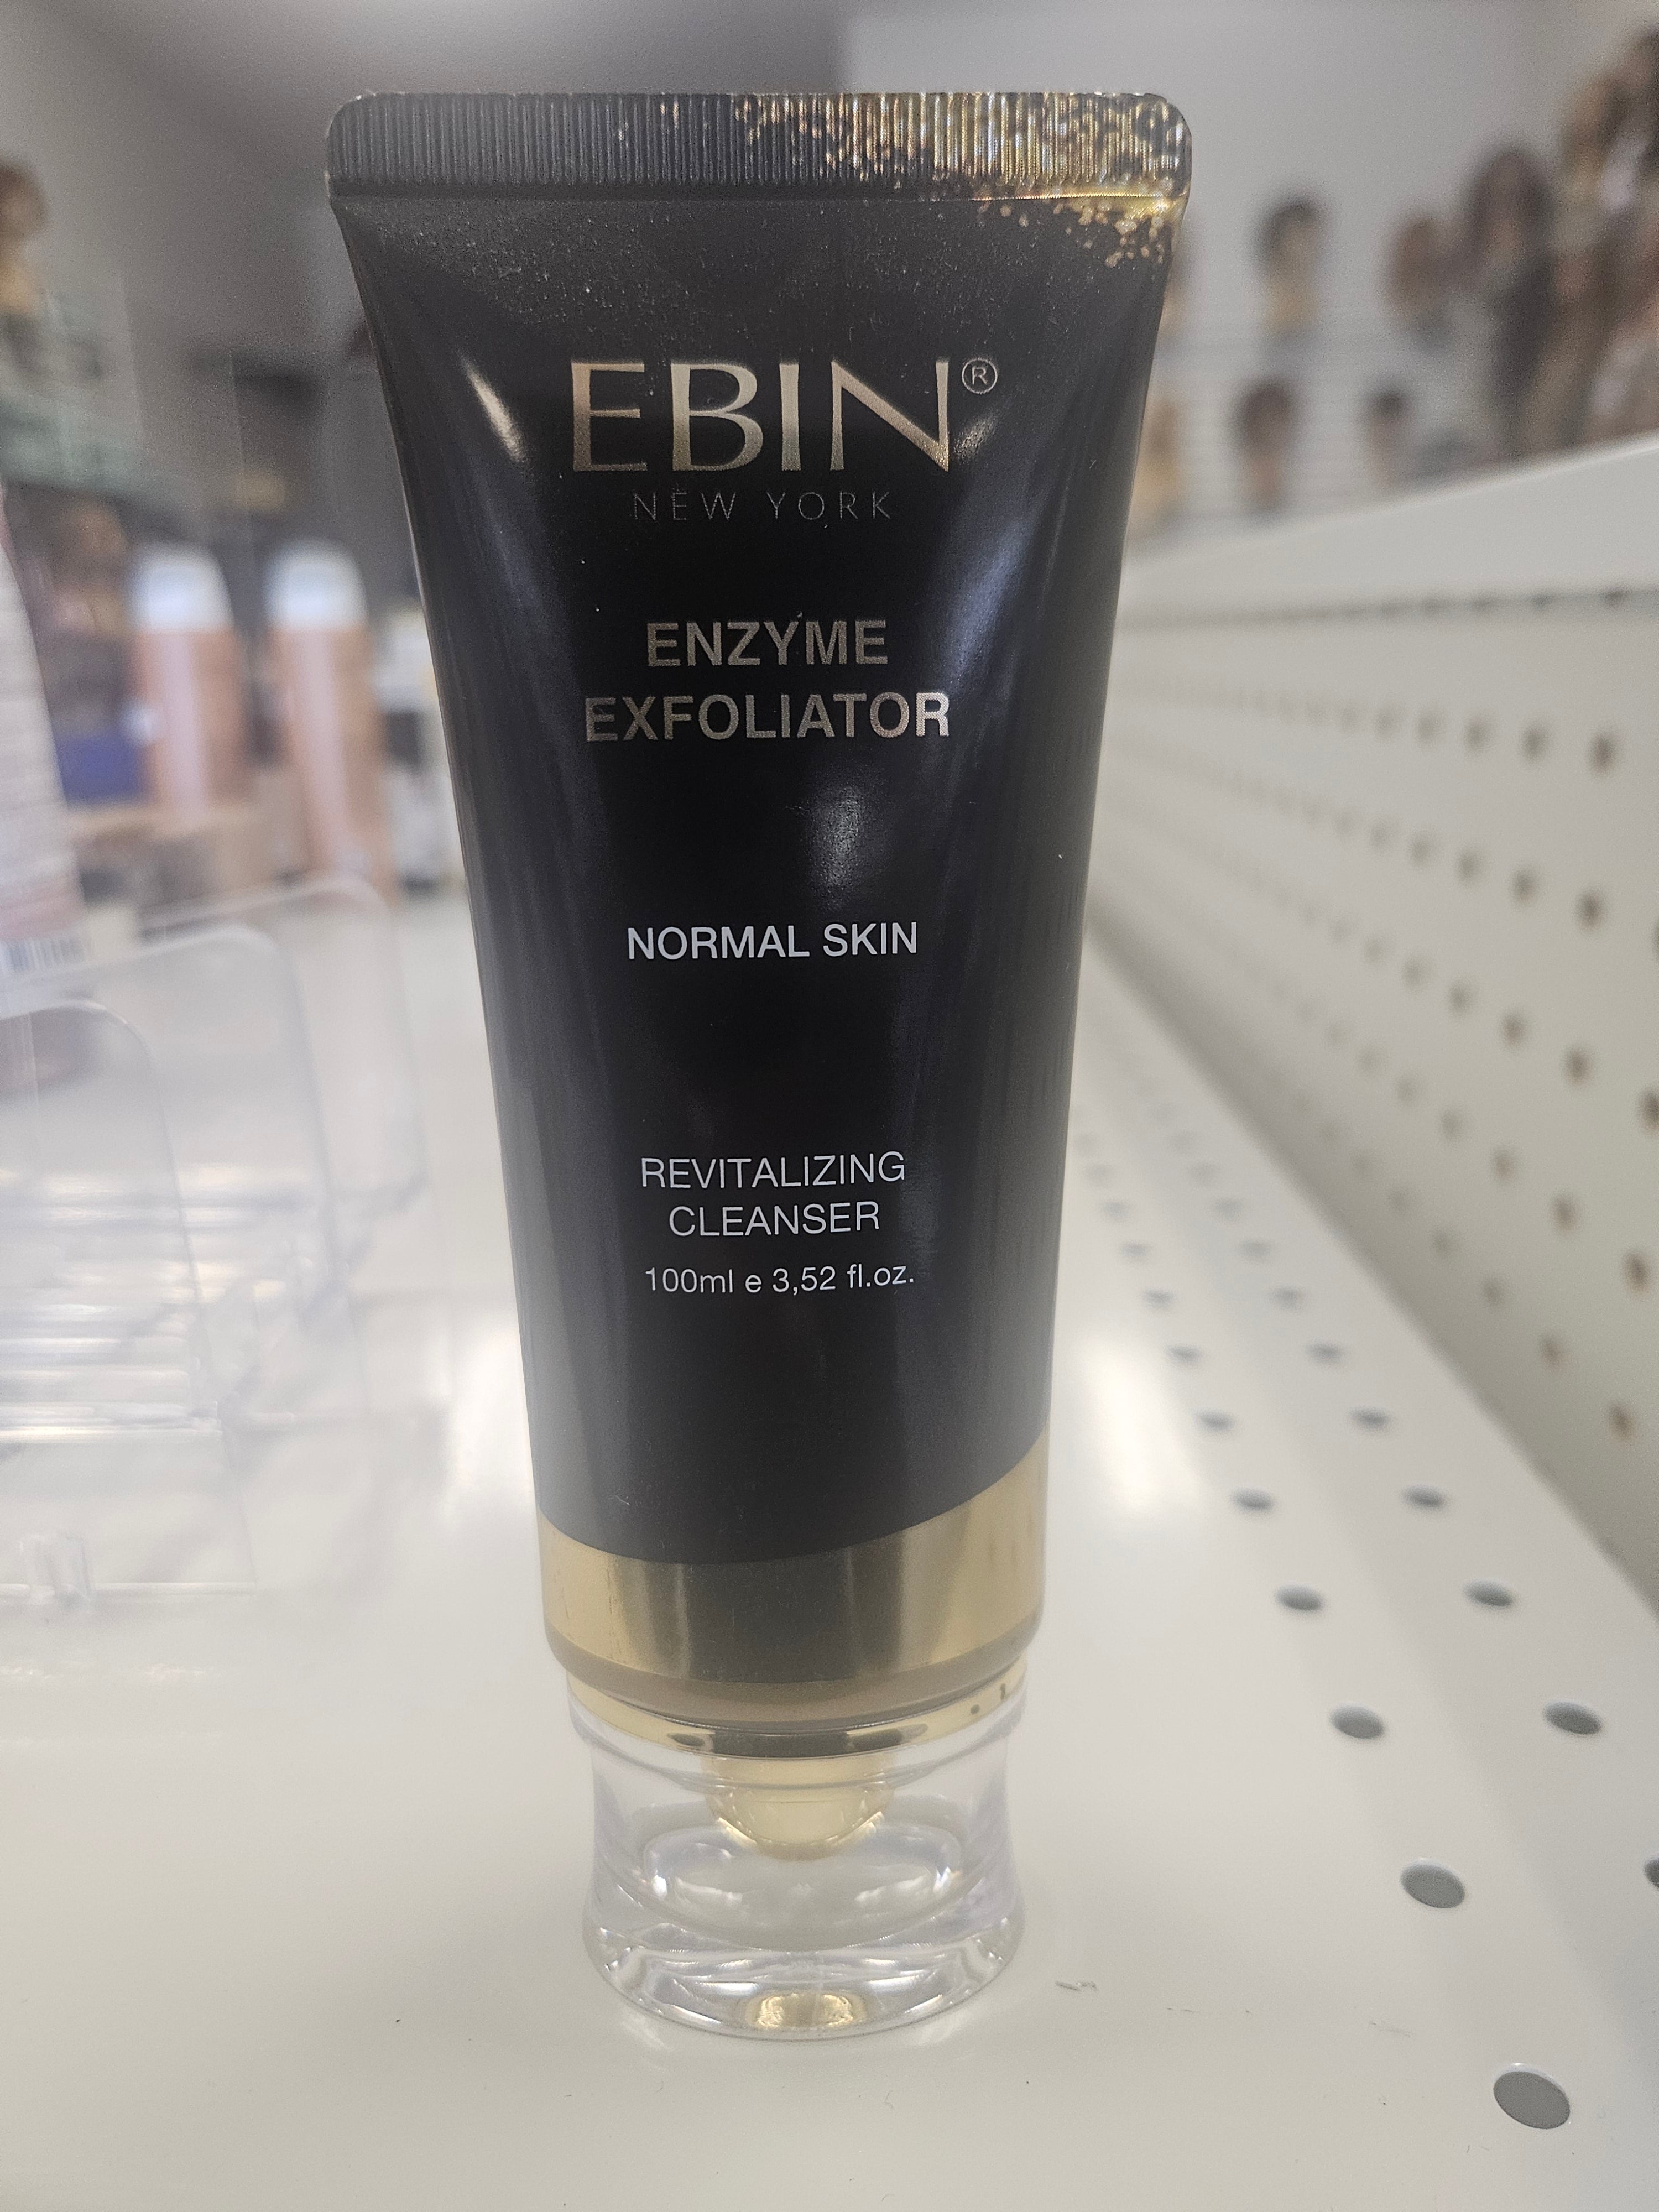 EBIN®
NEW YORK
ENZYME
EXFOLIATOR
NORMAL SKIN
REVITALIZING
CLEANSER
100ml e 3,52 fl.oz.